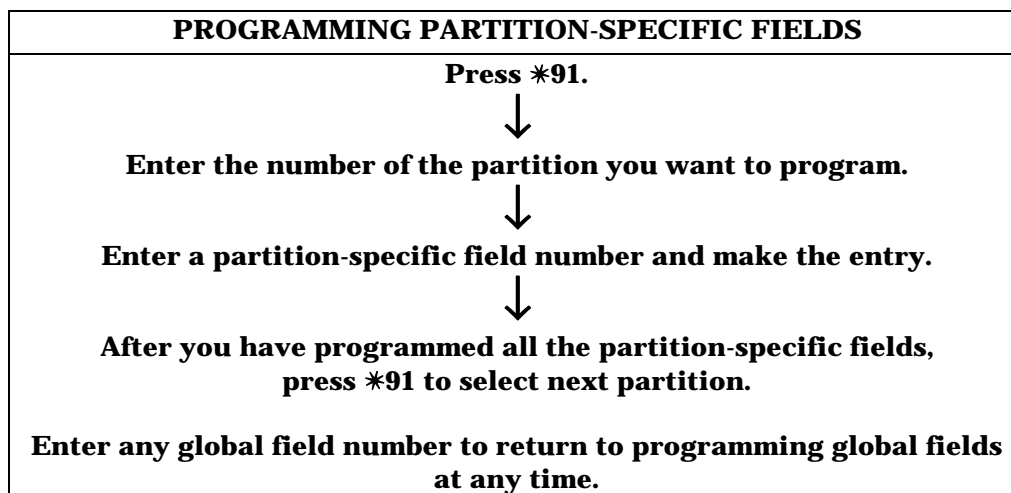 PROGRAMMING PARTITION-SPECIFIC FIELDS
Press ✳91.
Enter the number of the partition you want to program.
Enter a partition-specific field number and make the entry.
After you have programmed all the partition-specific fields,
press ✳91 to select next partition.
Enter any global field number to return to programming global fields
at any time.